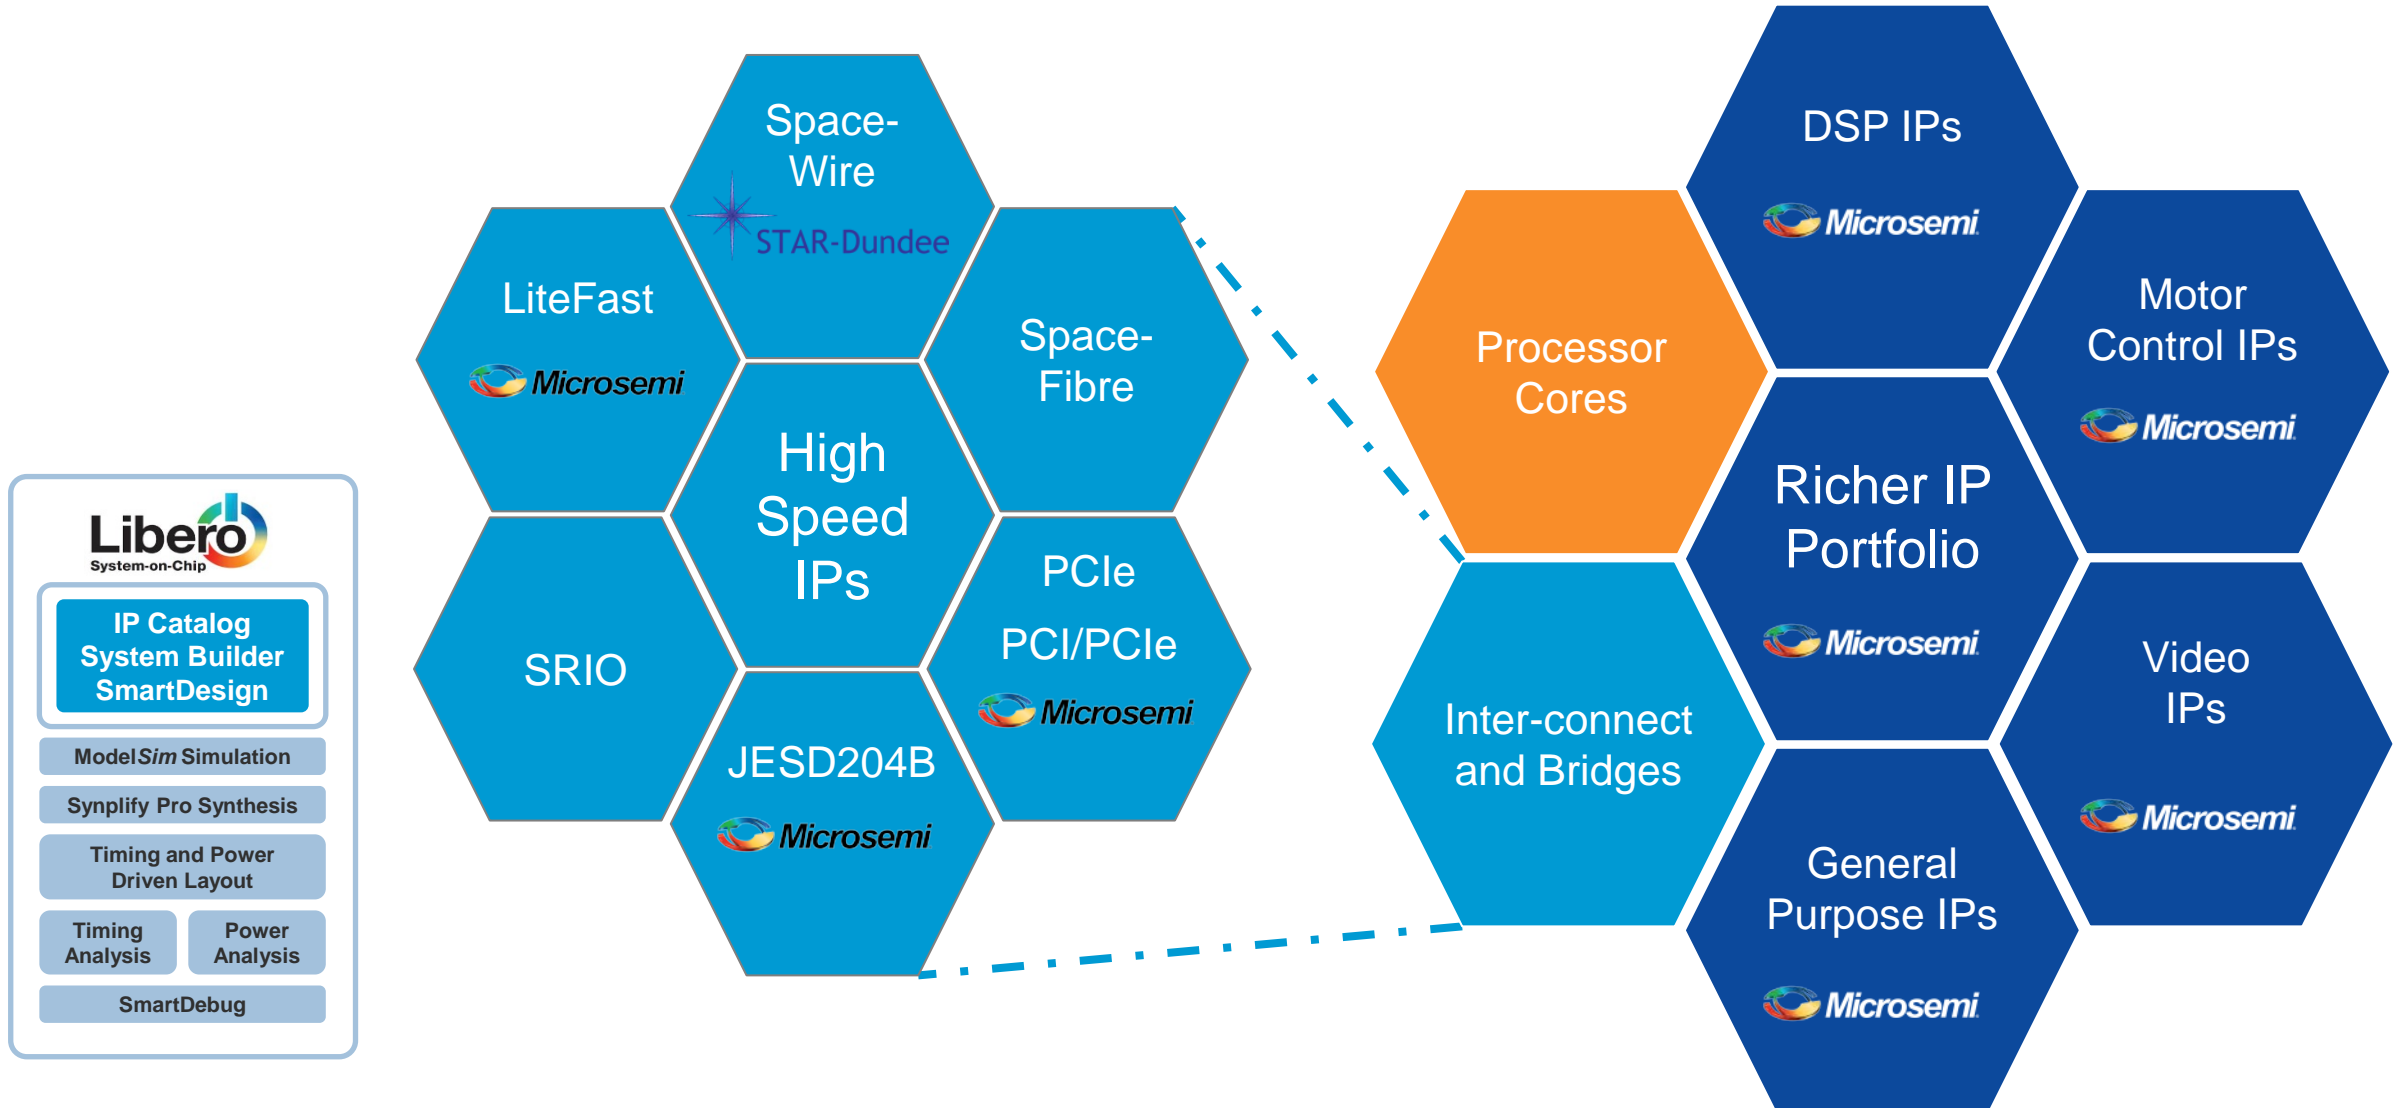 Libero
System-on-Chip
IP Catalog
System Builder
SmartDesign
ModelSim Simulation
Synplify Pro Synthesis
Timing and Power
Driven Layout
Timing
Analysis
Power
Analysis
SmartDebug
Space-
Wire
STAR-Dundee
LiteFast
Microsemi
Space-
Fibre
High
Speed
IPs
SRIO
PCIe
PCI/PCIe
Microsemi
JESD204B
Microsemi
DSP IPs
Microsemi
Processor
Cores
Motor
Control IPs
Microsemi
Richer IP
Portfolio
Microsemi
Inter-connect
and Bridges
Video
IPs
Microsemi
General
Purpose IPs
Microsemi